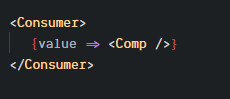 <Consumer>
{value => <Comp />}
</Consumer>